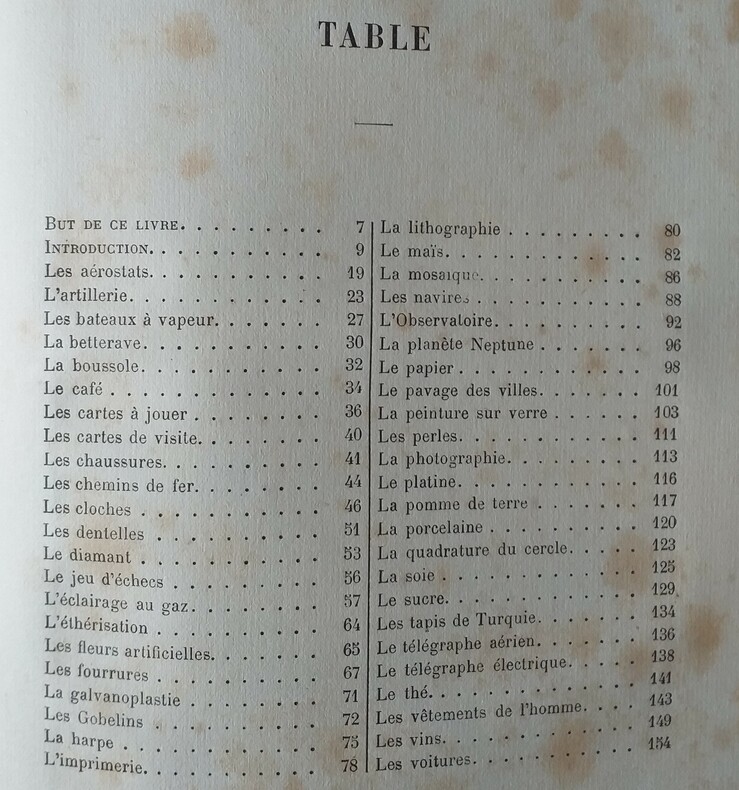 TABLE
BUT DE CE LIVRE. . . . . . . . . 7
INTRODUCTION. . . . . . . . . . 9
Les aérostats. . . . . . . . . . 19
L'artillerie. . . . . . . . . . . 23
Les bateaux à vapeur. . . . . . . 27
La betterave. . . . . . . . . . 30
La boussole. . . . . . . . . . . 32
Le café . . . . . . . . . . . . 34
Les cartes à jouer . . . . . . . . 36
Les cartes de visite. . . . . . . . 40
Les chaussures. . . . . . . . . . 41
Les chemins de fer. . . . . . . . 44
Les cloches . . . . . . . . . . . 46
Les dentelles . . . . . . . . . . 51
Le diamant . . . . . . . . . . . 53
Le jeu d'échecs . . . . . . . . . 56
L'éclairage au gaz. . . . . . . . 57
L'éthérisation . . . . . . . . . . 64
Les fleurs artificielles. . . . . . . 65
Les fourrures . . . . . . . . . . 67
La galvanoplastie . . . . . . . . 71
Les Gobelins . . . . . . . . . . 72
La harpe . . . . . . . . . . . . 75
L'imprimerie. . . . . . . . . . . 78
La lithographie . . . . . . . . . 80
Le maïs. . . . . . . . . . . . 82
La mosaïque. . . . . . . . . . 86
Les navires . . . . . . . . . . 88
L'Observatoire. . . . . . . . . . 92
La planête Neptune . . . . . . . 96
Le papier . . . . . . . . . . . 98
Le pavage des villes. . . . . . . 101
La peinture sur verre . . . . . . 103
Les perles. . . . . . . . . . . 111
La photographie. . . . . . . . . 113
Le platine. . . . . . . . . . . 116
La pomme de terre . . . . . . . 117
La porcelaine . . . . . . . . . . 120
La quadrature du cercle. . . . . 123
La soie . . . . . . . . . . . . 125
Le sucre. . . . . . . . . . . . 129
Les tapis de Turquie. . . . . . . 134
Le télégraphe aérien. . . . . . . 136
Le télégraphe électrique. . . . . 138
Le thé. . . . . . . . . . . . . 141
Les vêtements de l'homme. . . . 143
Les vins. . . . . . . . . . . . 149
Les voitures. . . . . . . . . . 154